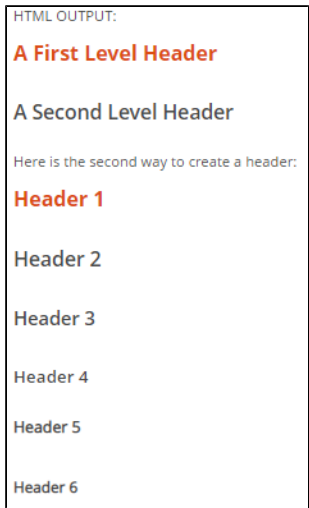 HTML OUTPUT:
A First Level Header
A Second Level Header
Here is the second way to create a header:
Header 1
Header 2
Header 3
Header 4
Header 5
Header 6